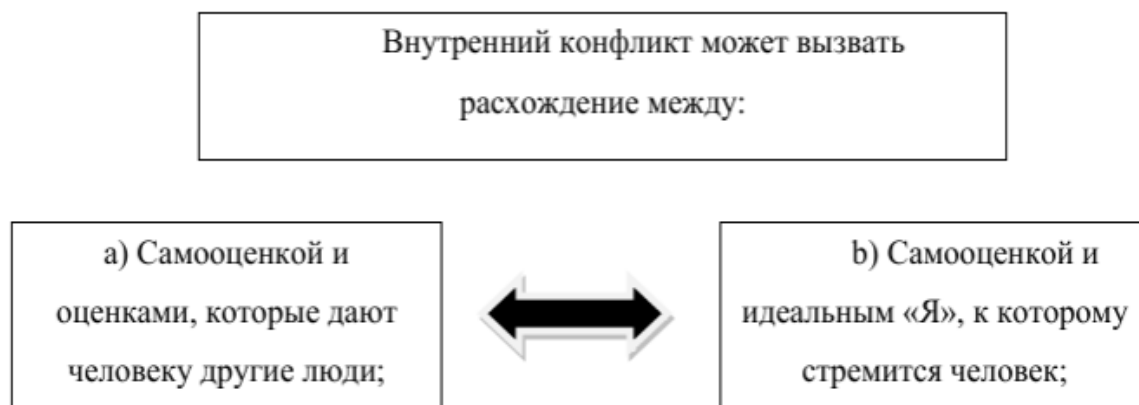 Внутренний конфликт может вызвать
расхождение между:
a) Самооценкой и
оценками, которые дают
человеку другие люди;
b) Самооценкой и
идеальным «Я», к которому
стремится человек;